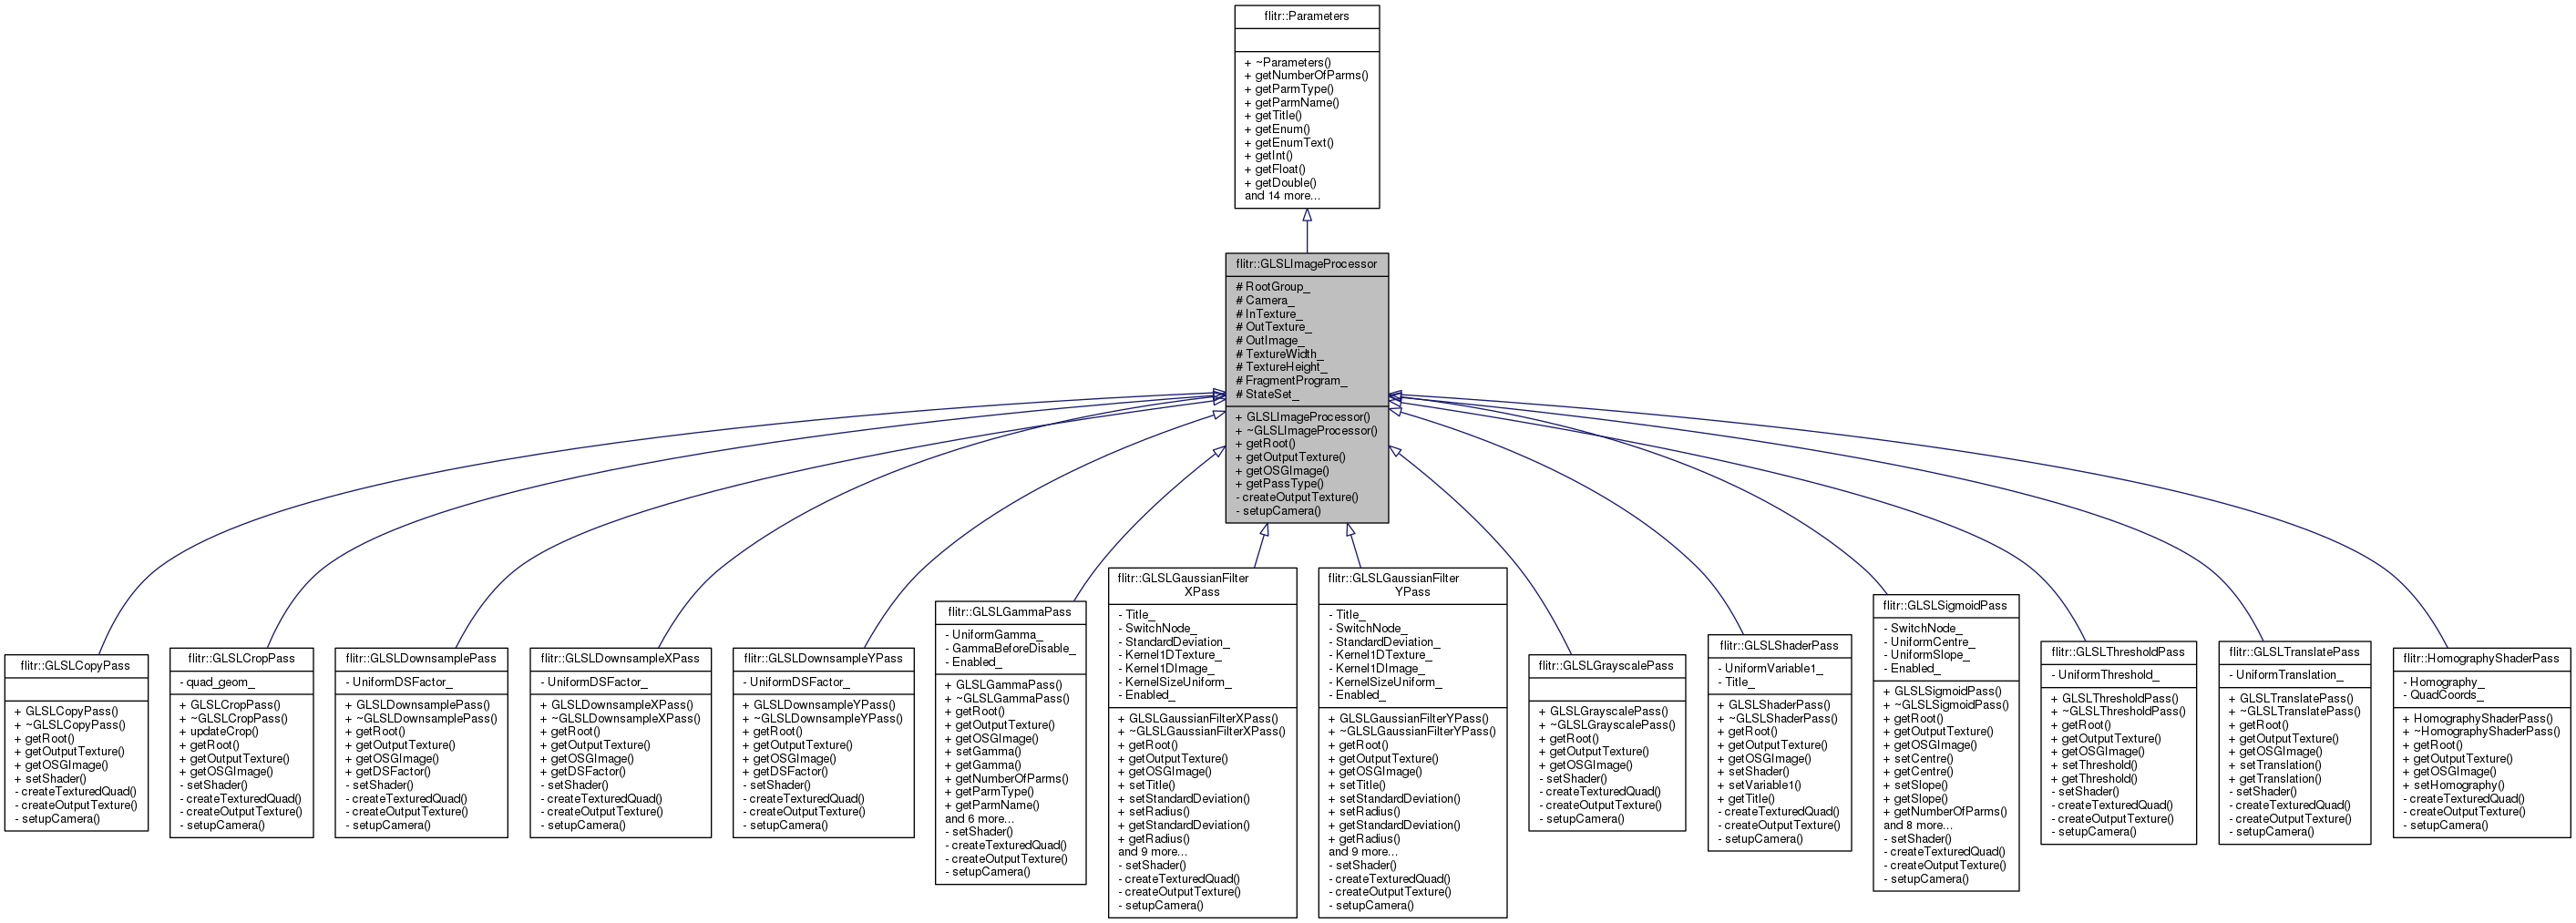 flitr::Parameters
+ ~Parameters()
+ getNumberOfParms()
+ getParmType()
+ getParmName()
+ getTitle()
+ getEnum()
+ getEnumText()
+ getInt()
+ getFloat()
+ getDouble()
and 14 more...
flitr::GLSLImageProcessor
# RootGroup_
# Camera_
# InTexture_
# OutTexture_
# OutImage_
# TextureWidth_
# TextureHeight_
# FragmentProgram_
# StateSet_
+ GLSLImageProcessor()
+ ~GLSLImageProcessor()
+ getRoot()
+ getOutputTexture()
+ getOSGImage()
+ getPassType()
- createOutputTexture()
- setupCamera()
flitr::GLSLCopyPass
+ GLSLCopyPass()
+ ~GLSLCopyPass()
+ getRoot()
+ getOutputTexture()
+ getOSGImage()
+ setShader()
- createTexturedQuad()
- createOutputTexture()
- setupCamera()
flitr::GLSLCropPass
- quad_geom_
+ GLSLCropPass()
+ ~GLSLCropPass()
+ updateCrop()
+ getRoot()
+ getOutputTexture()
+ getOSGImage()
- setShader()
- createTexturedQuad()
- createOutputTexture()
- setupCamera()
flitr::GLSLDownsamplePass
- UniformDSFactor_
+ GLSLDownsamplePass()
+ ~GLSLDownsamplePass()
+ getRoot()
+ getOutputTexture()
+ getOSGImage()
+ getDSFactor()
- setShader()
- createTexturedQuad()
- createOutputTexture()
- setupCamera()
flitr::GLSLDownsampleXPass
- UniformDSFactor_
+ GLSLDownsampleXPass()
+ ~GLSLDownsampleXPass()
+ getRoot()
+ getOutputTexture()
+ getOSGImage()
+ getDSFactor()
- setShader()
- createTexturedQuad()
- createOutputTexture()
- setupCamera()
flitr::GLSLDownsampleYPass
- UniformDSFactor_
+ GLSLDownsampleYPass()
+ ~GLSLDownsampleYPass()
+ getRoot()
+ getOutputTexture()
+ getOSGImage()
+ getDSFactor()
- setShader()
- createTexturedQuad()
- createOutputTexture()
- setupCamera()
flitr::GLSLGammaPass
- UniformGamma_
- GammaBeforeDisable_
- Enabled_
+ GLSLGammaPass()
+ ~GLSLGammaPass()
+ getRoot()
+ getOutputTexture()
+ getOSGImage()
+ setGamma()
+ getGamma()
+ getNumberOfParms()
+ getParmType()
+ getParmName()
and 6 more...
- setShader()
- createTexturedQuad()
- createOutputTexture()
- setupCamera()
flitr::GLSLGaussianFilter
XPass
- Title_
- SwitchNode_
- StandardDeviation_
- Kernel1DTexture_
- Kernel1DImage_
- KernelSizeUniform_
- Enabled_
+ GLSLGaussianFilterXPass()
+ ~GLSLGaussianFilterXPass()
+ getRoot()
+ getOutputTexture()
+ getOSGImage()
+ setTitle()
+ setStandardDeviation()
+ setRadius()
+ getStandardDeviation()
+ getRadius()
and 9 more...
- setShader()
- createTexturedQuad()
- createOutputTexture()
- setupCamera()
flitr::GLSLGaussianFilter
YPass
- Title_
- SwitchNode_
- StandardDeviation_
- Kernel1DTexture_
- Kernel1DImage_
- KernelSizeUniform_
- Enabled_
+ GLSLGaussianFilterYPass()
+ ~GLSLGaussianFilterYPass()
+ getRoot()
+ getOutputTexture()
+ getOSGImage()
+ setTitle()
+ setStandardDeviation()
+ setRadius()
+ getStandardDeviation()
+ getRadius()
and 9 more...
- setShader()
- createTexturedQuad()
- createOutputTexture()
- setupCamera()
flitr::GLSLGrayscalePass
+ GLSLGrayscalePass()
+ ~GLSLGrayscalePass()
+ getRoot()
+ getOutputTexture()
+ getOSGImage()
- setShader()
- createTexturedQuad()
- createOutputTexture()
- setupCamera()
flitr::GLSLShaderPass
- UniformVariable1_
- Title_
+ GLSLShaderPass()
+ ~GLSLShaderPass()
+ getRoot()
+ getOutputTexture()
+ getOSGImage()
+ setShader()
+ setVariable1()
+ getTitle()
- createTexturedQuad()
- createOutputTexture()
- setupCamera()
flitr::GLSLSigmoidPass
- SwitchNode_
- UniformCentre_
- UniformSlope_
- Enabled_
+ GLSLSigmoidPass()
+ ~GLSLSigmoidPass()
+ getRoot()
+ getOutputTexture()
+ getOSGImage()
+ setCentre()
+ getCentre()
+ setSlope()
+ getSlope()
+ getNumberOfParms()
and 8 more...
- setShader()
- createTexturedQuad()
- createOutputTexture()
- setupCamera()
flitr::GLSLThresholdPass
- UniformThreshold_
+ GLSLThresholdPass()
+ ~GLSLThresholdPass()
+ getRoot()
+ getOutputTexture()
+ getOSGImage()
+ setThreshold()
+ getThreshold()
- setShader()
- createTexturedQuad()
- createOutputTexture()
- setupCamera()
flitr::GLSLTranslatePass
- UniformTranslation_
+ GLSLTranslatePass()
+ ~GLSLTranslatePass()
+ getRoot()
+ getOutputTexture()
+ getOSGImage()
+ setTranslation()
+ getTranslation()
- setShader()
- createTexturedQuad()
- createOutputTexture()
- setupCamera()
flitr::HomographyShaderPass
- Homography_
- QuadCoords_
+ HomographyShaderPass()
+ ~HomographyShaderPass()
+ getRoot()
+ getOutputTexture()
+ getOSGImage()
+ setHomography()
- createTexturedQuad()
- createOutputTexture()
- setupCamera()